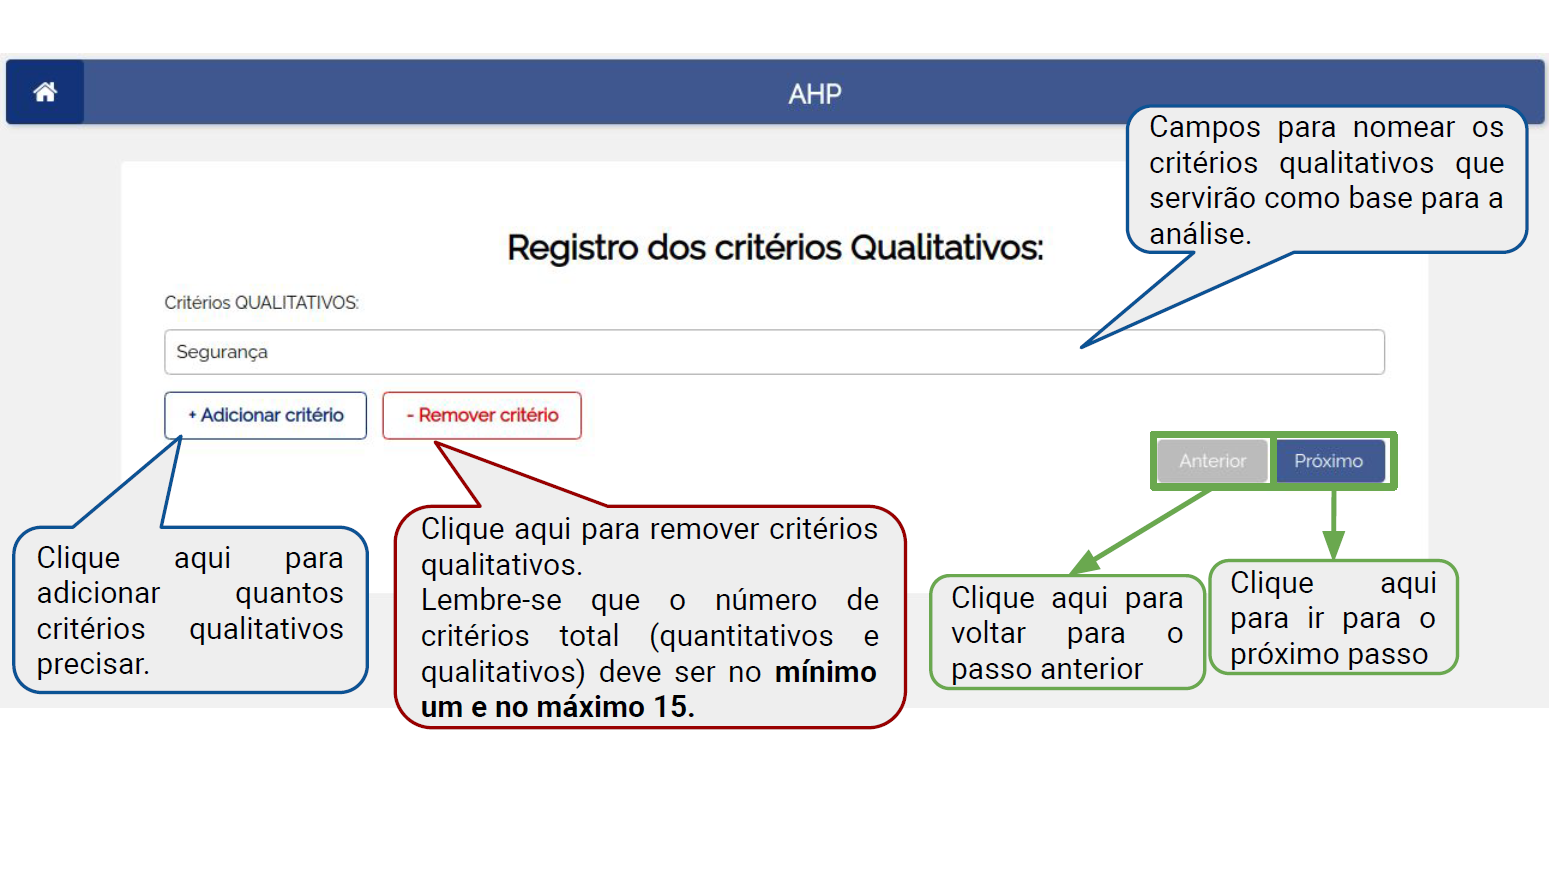 AHP
Campos para nomear os
critérios qualitativos que
servirão como base para a
análise.
Registro dos critérios Qualitativos:
Critérios QUALITATIVOS:
Segurança
+ Adicionar critério
- Remover critério
Anterior
Próximo
Clique aqui para
adicionar quantos
critérios qualitativos
precisar.
Clique aqui para remover critérios
qualitativos.
Lembre-se que o número de
critérios total (quantitativos e
qualitativos) deve ser no mínimo
um e no máximo 15.
Clique aqui para
voltar para o
passo anterior
Clique aqui
para ir para o
próximo passo